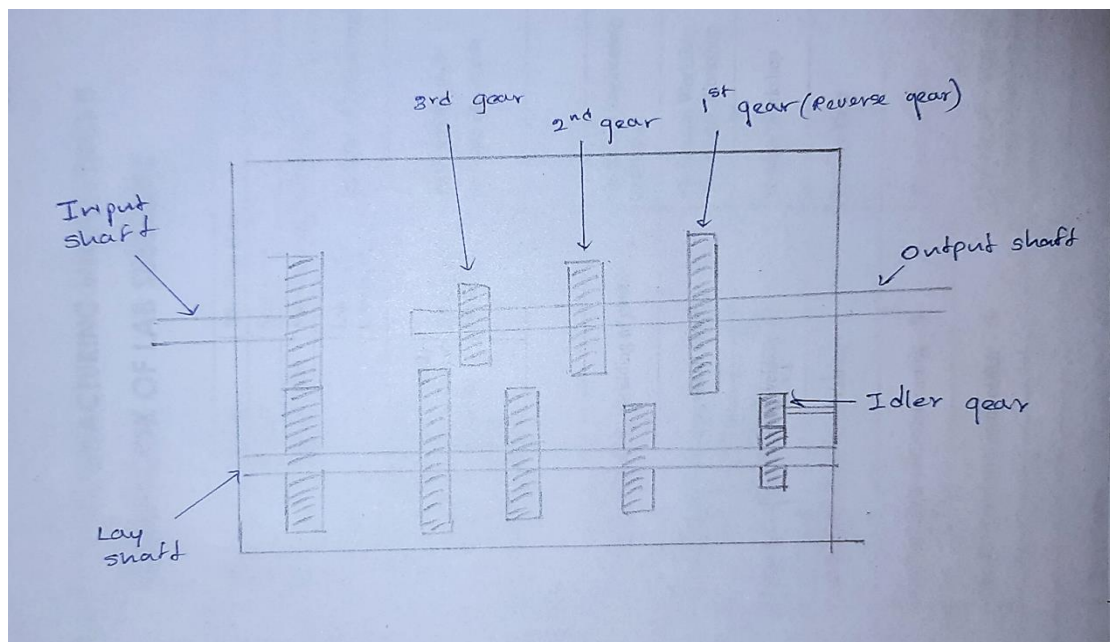 3rd gear
2nd gear
1st gear (Reverse gear)
Input
shaft
Output shaft
Idler gear
Lay
shaft